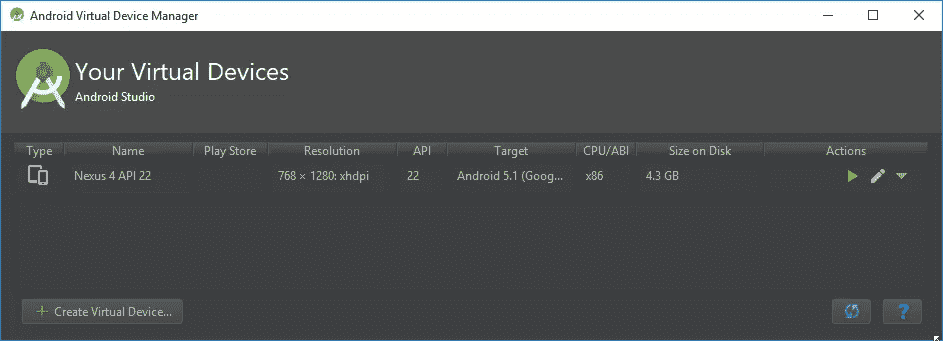 Android Virtual Device Manager
Your Virtual Devices
Android Studio
Type Name Play Store Resolution API Target CPU/ABI Size on Disk Actions
Nexus 4 API 22 768 × 1280: xhdpi 22 Android 5.1 (Goog... x86 4.3 GB
+ Create Virtual Device... ?